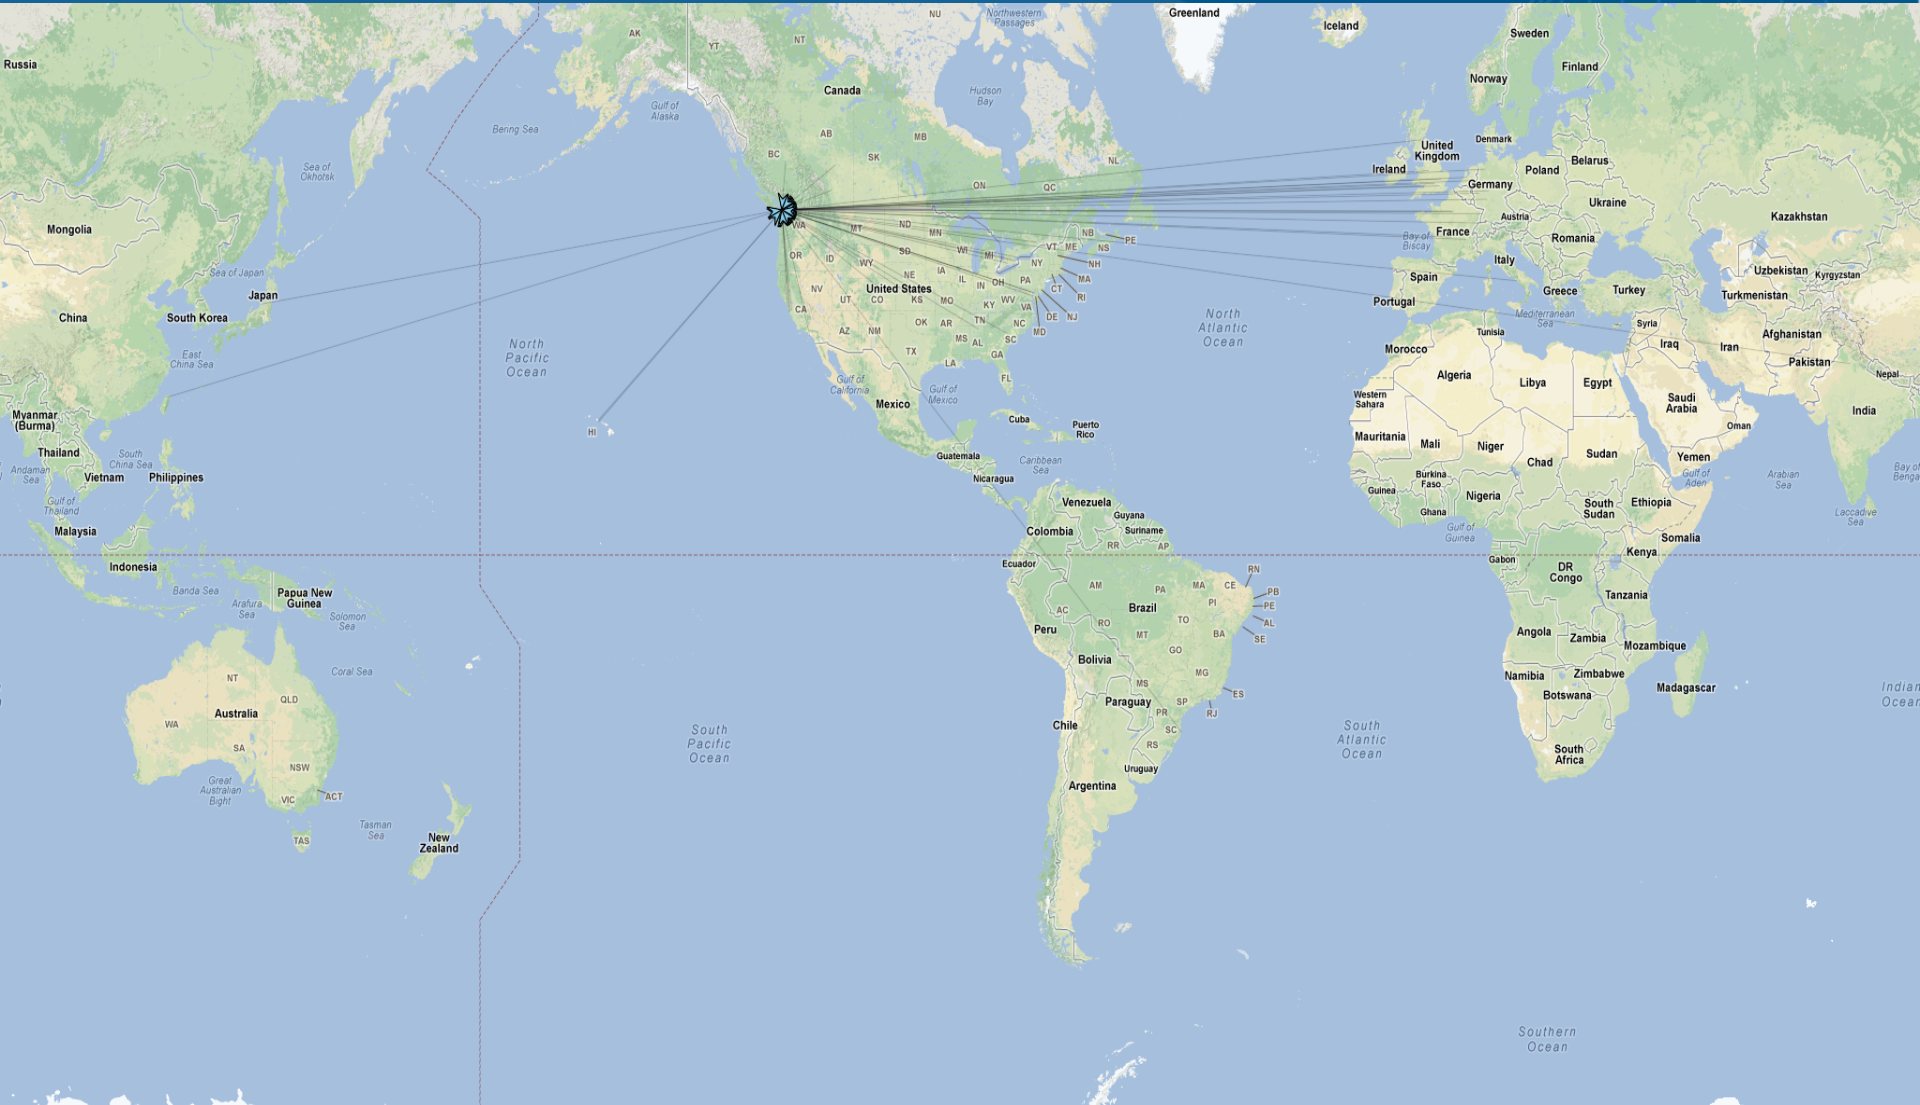 Greenland
NU
Northwestern
Passages
Iceland
Sweden
AK
YT
NT
Russia
Finland
Norway
Canada
Hudson
Bay
Gulf of
Alaska
Bering Sea
AB
MB
Denmark
United
Kingdom
BC
SK
NL
Belarus
Sea of
Okhotsk
Ireland
Poland
ON
QC
Germany
Ukraine
Kazakhstan
Austria
Mongolia
WA
MT
ND
MN
NB
PE
France
Bay of
Biscay
Romania
VT
ME
NS
OR
ID
SD
WI
MI
WY
NY
NH
Italy
Sea of Japan
NE
IA
IL
IN
OH
PA
MA
Spain
Uzbekistan
Kyrgyzstan
Japan
NV
UT
United States
CO
KS
MO
KY
WV
VA
CT
RI
Greece
Turkey
Turkmenistan
Portugal
China
South Korea
CA
OK
AR
TN
NC
DE
NJ
MD
Mediterranean
Sea
North
Atlantic
Ocean
Syria
Tunisia
Afghanistan
AZ
NM
MS
AL
SC
Iraq
Iran
Morocco
North
Pacific
Ocean
East
China Sea
TX
LA
GA
Pakistan
Nepal
FL
Algeria
Libya
Egypt
Gulf of
California
Gulf of
Mexico
Western
Sahara
Saudi
Arabia
Mexico
India
Myanmar
(Burma)
HI
Cuba
Puerto
Rico
Oman
Mauritania
Mali
Niger
Sudan
Thailand
South
China Sea
Guatemala
Caribbean
Sea
Chad
Yemen
Andaman
Sea
Vietnam
Philippines
Nicaragua
Burkina
Faso
Gulf of
Aden
Arabian
Sea
Bay of
Benga
Guinea
Nigeria
Gulf of
Thailand
Venezuela
Guyana
Suriname
Ghana
South
Sudan
Ethiopia
Laccadive
Sea
Malaysia
Colombia
Gulf of
Guinea
RR
AP
Somalia
Kenya
Gabon
Indonesia
Ecuador
DR
Congo
RN
Banda Sea
Papua New
Guinea
AM
PA
MA
CE
PB
Tanzania
Arafura
Sea
Solomon
Sea
AC
Brazil
PI
PE
RO
TO
AL
Peru
MT
BA
SE
Angola
Zambia
Mozambique
GO
Bolivia
Coral Sea
NT
MG
Namibia
Zimbabwe
QLD
MS
ES
Botswana
Madagascar
Indian
Ocean
Australia
WA
Paraguay
SP
PR
RJ
Chile
SC
South
Pacific
Ocean
South
Atlantic
Ocean
SA
RS
South
Africa
NSW
Uruguay
Great
Australian
Bight
VIC
ACT
Argentina
Tasman
Sea
TAS
New
Zealand
Southern
Ocean